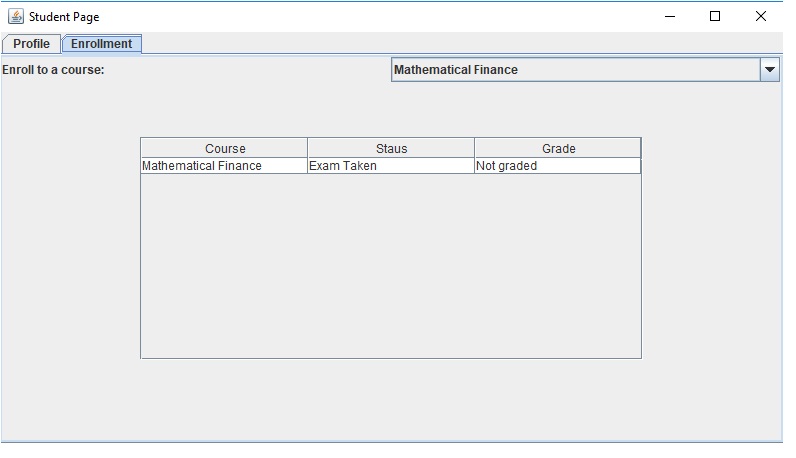 Student Page
Profile Enrollment
Enroll to a course: Mathematical Finance
Course Staus Grade
Mathematical Finance Exam Taken Not graded